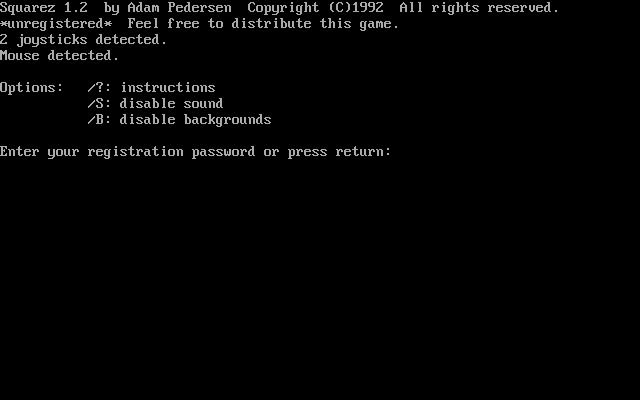 Squarez 1.2  by Adam Pedersen  Copyright (C)1992  All rights reserved.
*unregistered*  Feel free to distribute this game.
2 joysticks detected.
Mouse detected.
Options:   /?: instructions
/S: disable sound
/B: disable backgrounds
Enter your registration password or press return: